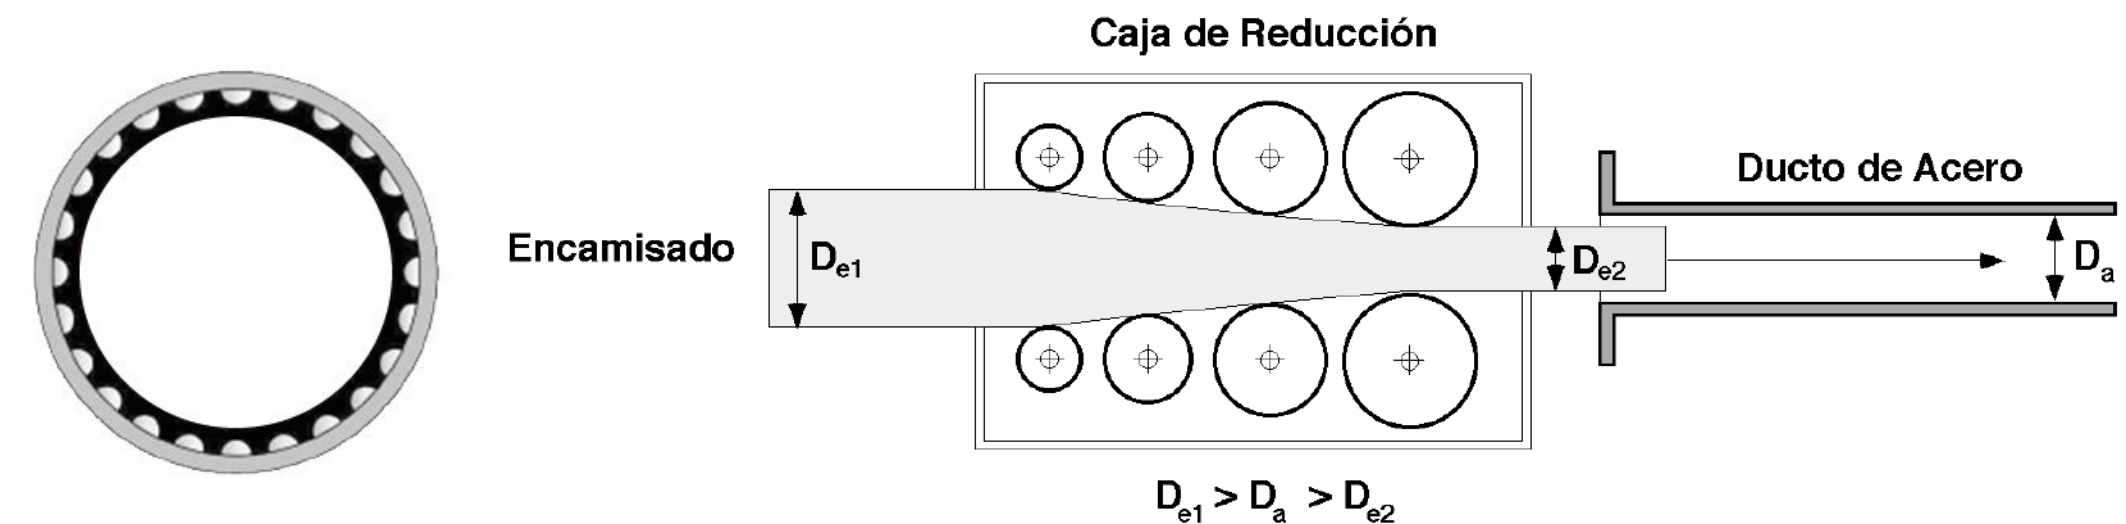 Caja de Reducción
Ducto de Acero
Encamisado
De1
De2
Da
De1 > Da > De2